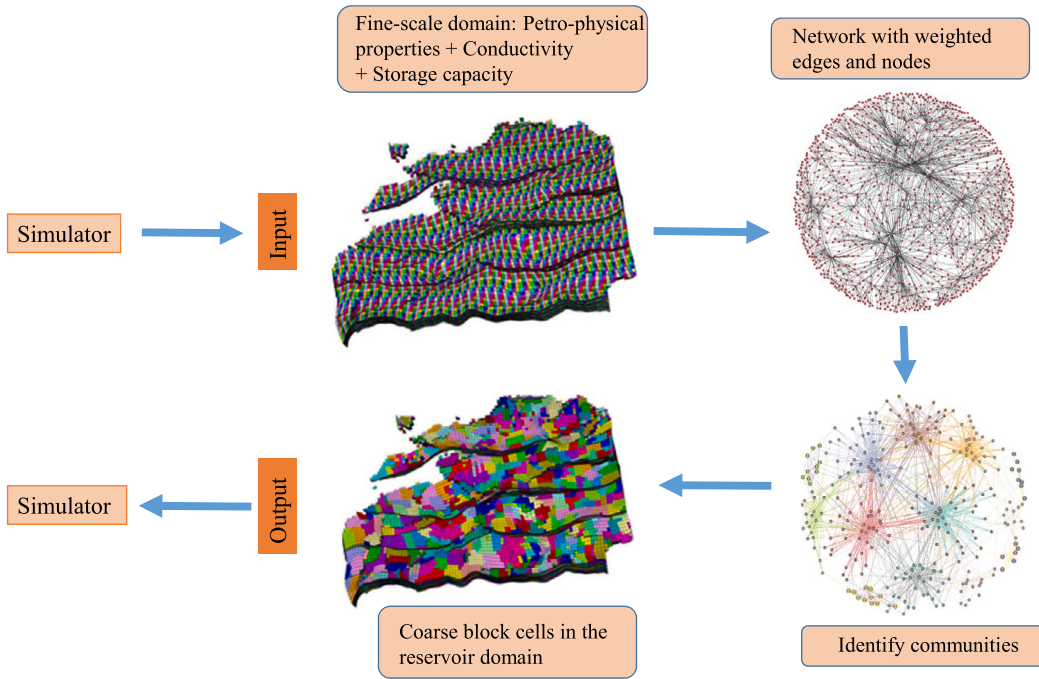 Fine-scale domain: Petro-physical
properties + Conductivity
+ Storage capacity
Network with weighted
edges and nodes
Simulator
Input
Simulator
Output
Coarse block cells in the
reservoir domain
Identify communities